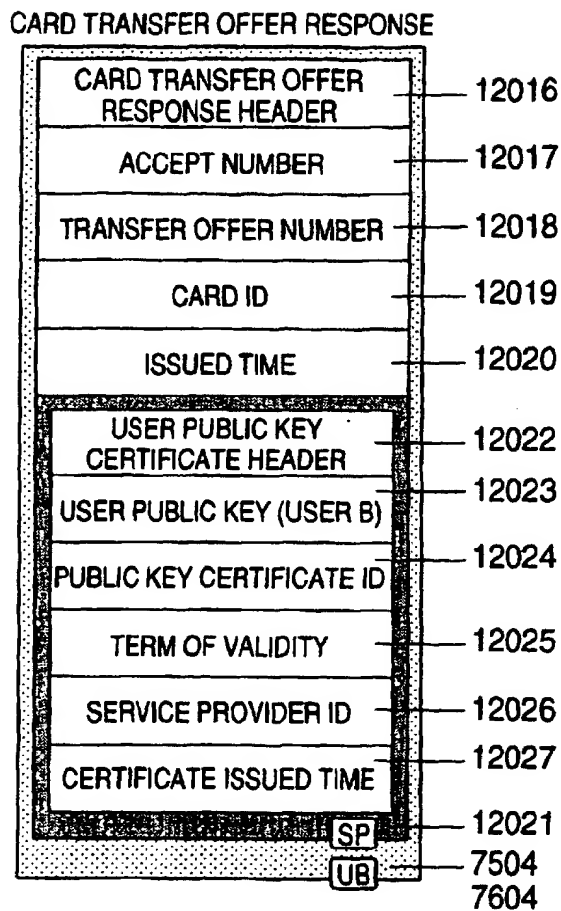 CARD TRANSFER OFFER RESPONSE
CARD TRANSFER OFFER
RESPONSE HEADER
12016
ACCEPT NUMBER
12017
TRANSFER OFFER NUMBER
12018
CARD ID
12019
ISSUED TIME
12020
USER PUBLIC KEY
CERTIFICATE HEADER
12022
USER PUBLIC KEY (USER B)
12023
PUBLIC KEY CERTIFICATE ID
12024
TERM OF VALIDITY
12025
SERVICE PROVIDER ID
12026
CERTIFICATE ISSUED TIME
12027
SP
12021
UB
7504
7604